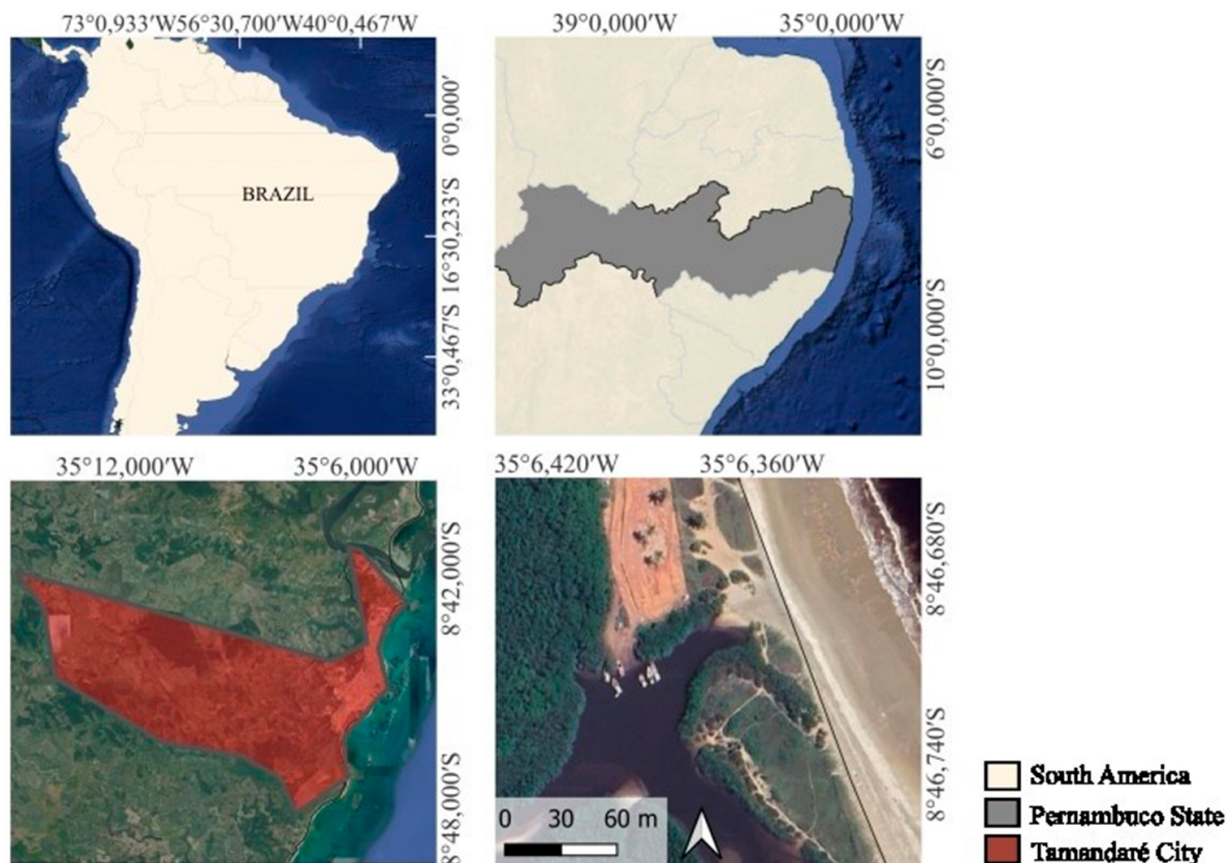 73°0,933'W56°30,700'W40°0,467'W
39°0,000'W 35°0,000'W
0°0,000'
16°30,233'S
33°0,467'S
BRAZIL
6°0,000'S
10°0,000'S
35°12,000'W 35°6,000'W
35°6,420'W 35°6,360'W
8°42,000'S
8°48,000'S
8°46,680'S
8°46,740'S
0 30 60 m
South America
Pernambuco State
Tamandaré City